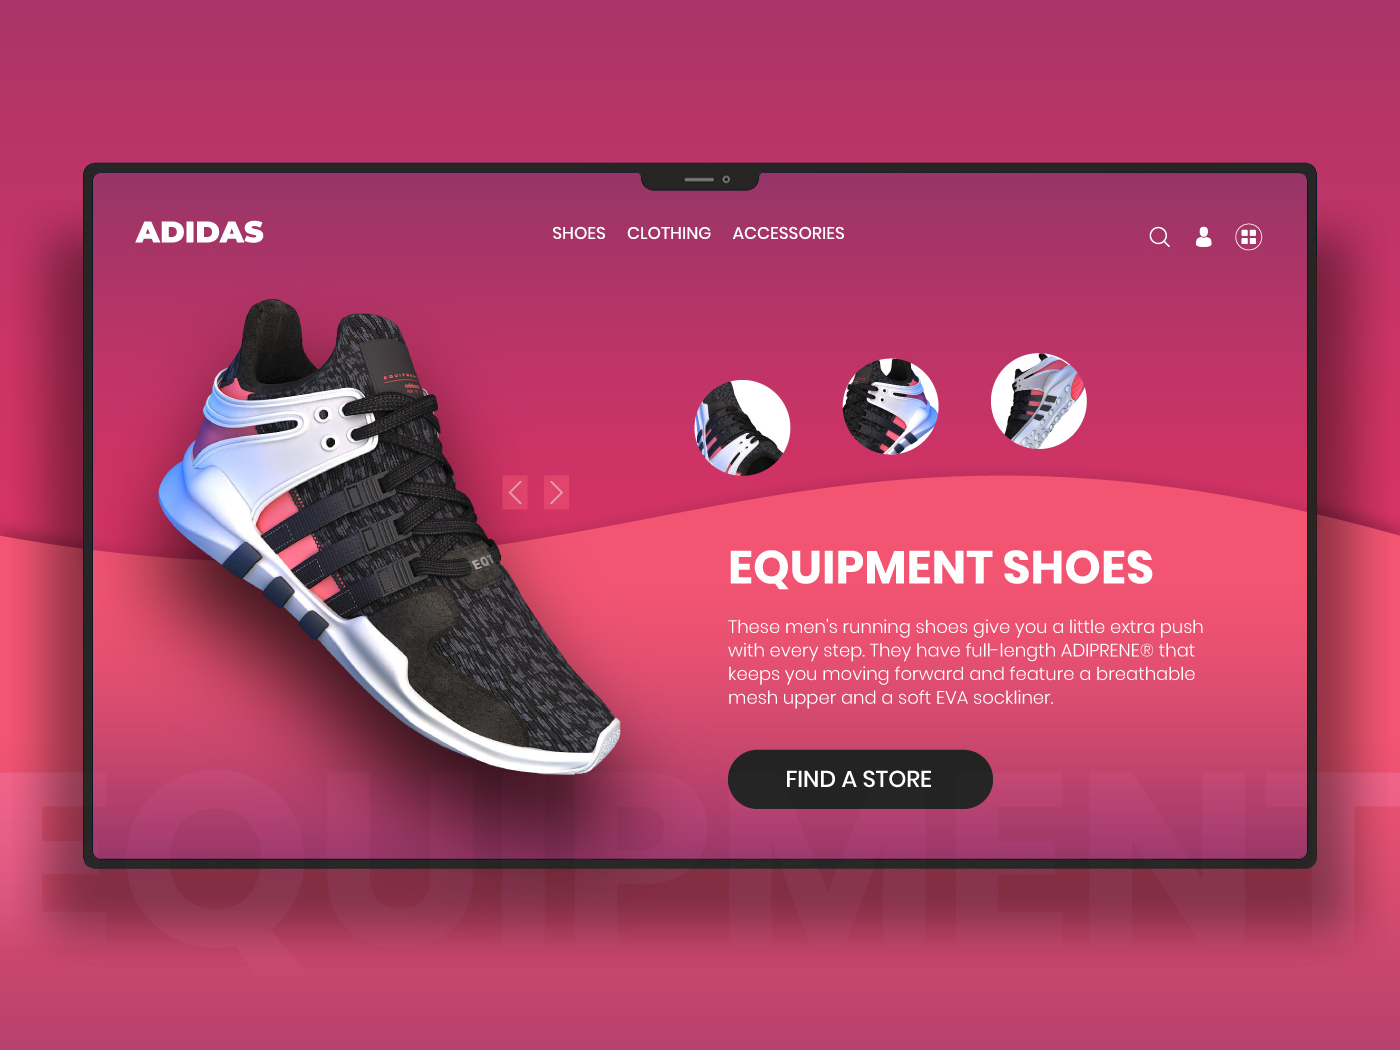 ADIDAS
SHOES CLOTHING ACCESSORIES
EQT
EQUIPMENT SHOES
These men's running shoes give you a little extra push
with every step. They have full-length ADIPRENE® that
keeps you moving forward and feature a breathable
mesh upper and a soft EVA sockliner.
FIND A STORE
EQUIPMENT